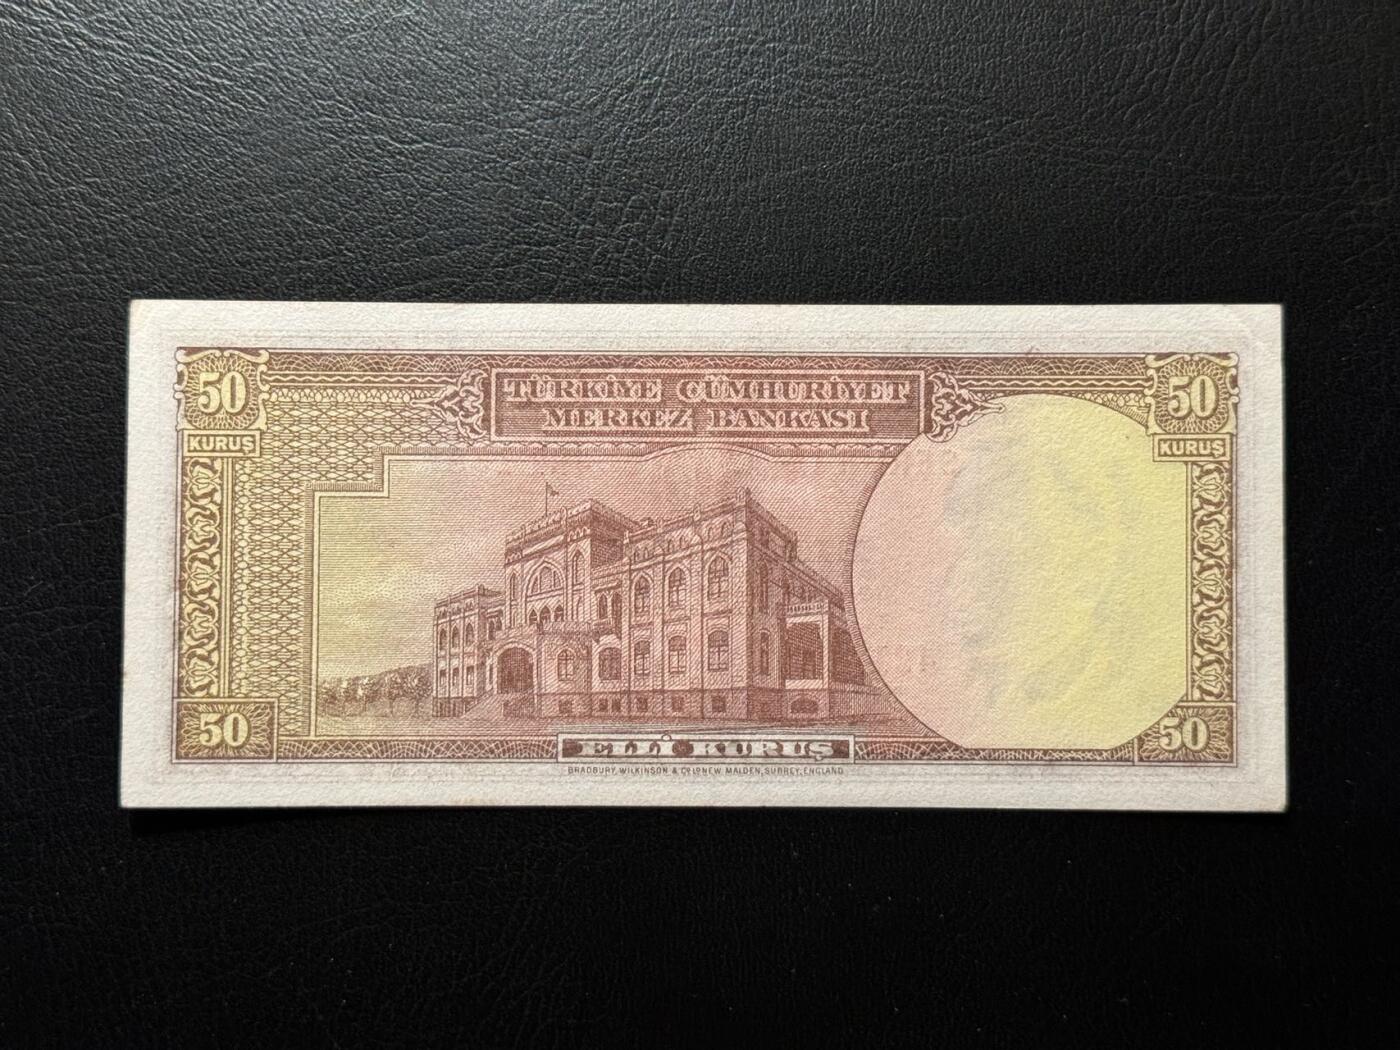 50
50
TÜRKİYE CÜMHURİYET
MERKEZ BANKASI
KURUŞ
KURUŞ
50
50
ELLİ KURUŞ
BRADBURY, WILKINSON & Cº Lº NEW MALDEN, SURREY, ENGLAND